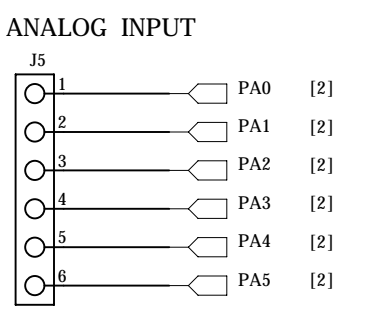 ANALOG INPUT
J5
1 PA0 [2]
2 PA1 [2]
3 PA2 [2]
4 PA3 [2]
5 PA4 [2]
6 PA5 [2]